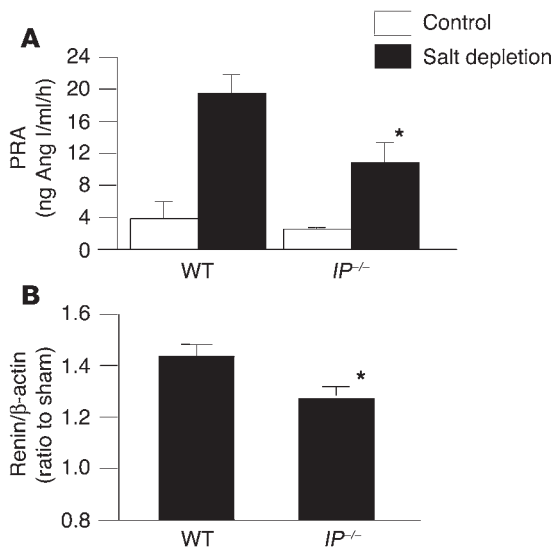 A
Control
Salt depletion
PRA
(ng Ang I/ml/h)
24
20
16
12
8
4
0
*
WT
IP⁻/⁻
B
Renin/β-actin
(ratio to sham)
1.6
1.4
1.2
1.0
0.8
*
WT
IP⁻/⁻